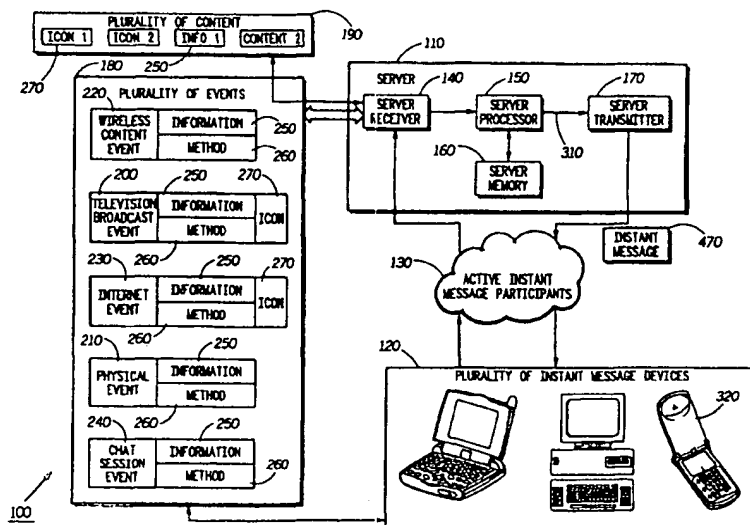 PLURALITY OF CONTENT
190
ICON 1 ICON 2 INFO 1 CONTENT 2
270 180 250
PLURALITY OF EVENTS
220
WIRELESS CONTENT EVENT
INFORMATION
METHOD
250
260
200 250 270
TELEVISION BROADCAST EVENT
INFORMATION
METHOD
ICON
260
230 250 270
INTERNET EVENT
INFORMATION
METHOD
ICON
260
210 250
PHYSICAL EVENT
INFORMATION
METHOD
260
240 250
CHAT SESSION EVENT
INFORMATION
METHOD
260
100
110
SERVER
140 150 170
SERVER RECEIVER
SERVER PROCESSOR
SERVER TRANSMITTER
160 310
SERVER MEMORY
INSTANT MESSAGE
470
130
ACTIVE INSTANT MESSAGE PARTICIPANTS
120
PLURALITY OF INSTANT MESSAGE DEVICES
320